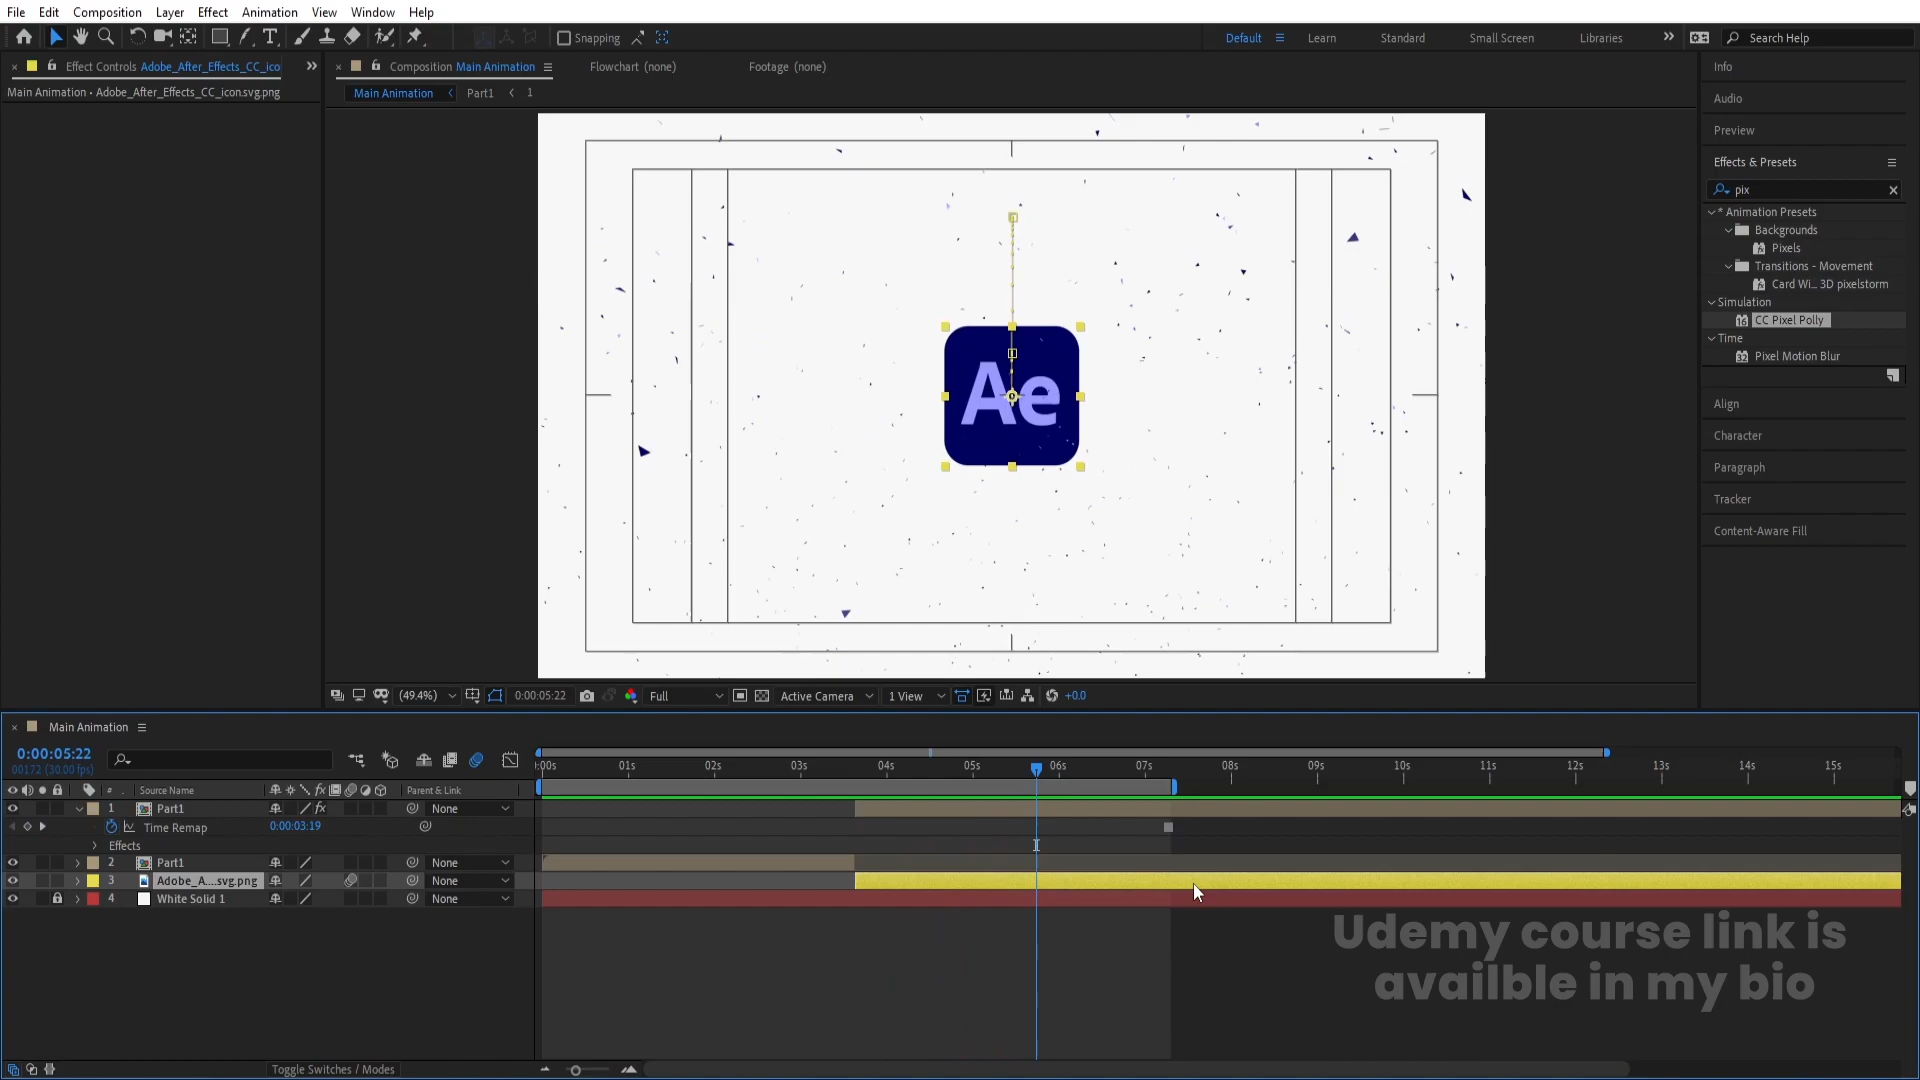 File Edit Composition Layer Effect Animation View Window Help
Snapping Default Learn Standard Small Screen Libraries Search Help
Effect Controls Adobe_After_Effects_CC_ico Composition Main Animation Flowchart (none) Footage (none) Info
Main Animation • Adobe_After_Effects_CC_icon.svg.png Main Animation Part1 1
Audio
Preview
Effects & Presets
pix
* Animation Presets
Backgrounds
Pixels
Transitions - Movement
Card Wi... 3D pixelstorm
Simulation
CC Pixel Polly
Time
Pixel Motion Blur
Align
Character
Paragraph
Tracker
Content-Aware Fill
Ae
(49.4%) 0:00:05:22 Full Active Camera 1 View +0.0
Main Animation
0:00:05:22
00172 (30.00 fps)
:00s 01s 02s 03s 04s 05s 06s 07s 08s 09s 10s 11s 12s 13s 14s 15s
# Source Name fx Parent & Link
1 Part1 fx None
Time Remap 0:00:03:19
Effects
2 Part1 None
3 Adobe_A....svg.png None
4 White Solid 1 None
Udemy course link is
availble in my bio
Toggle Switches / Modes